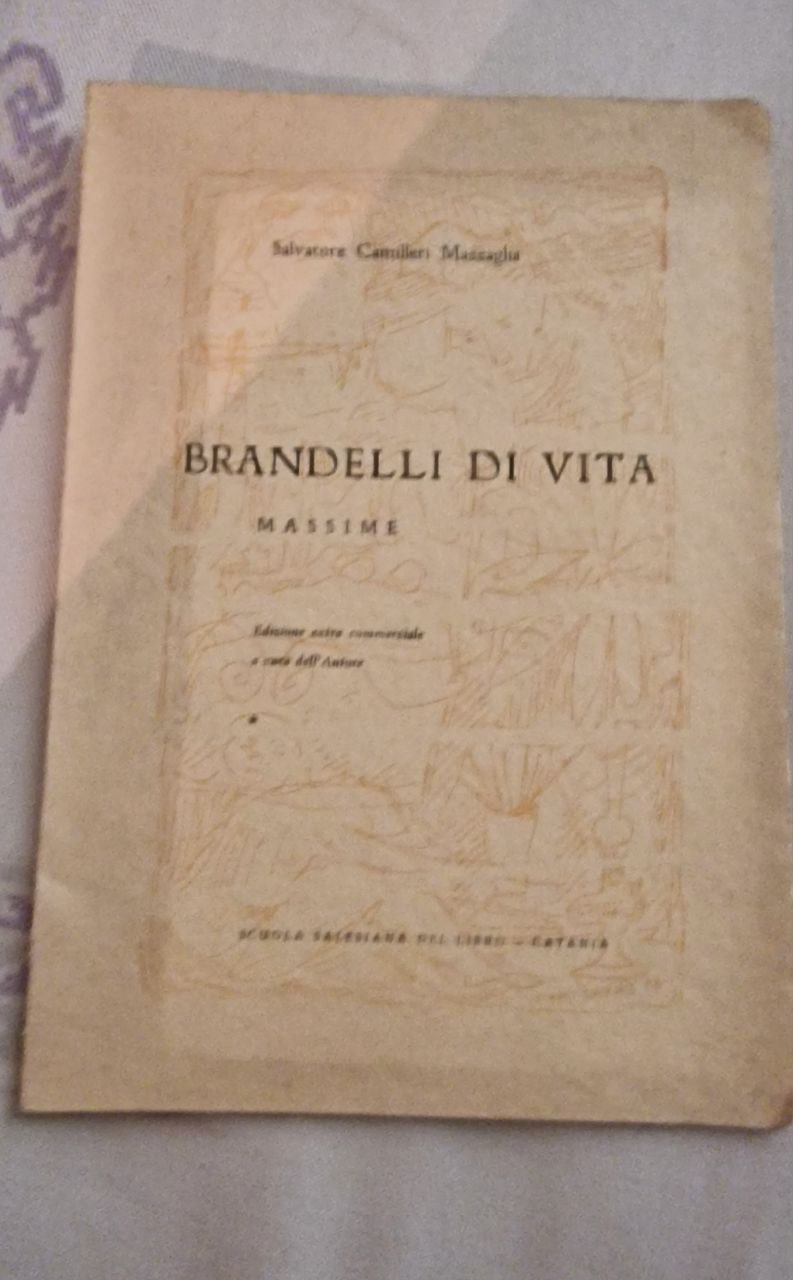 Salvatore Camilleri Mazzaglia
BRANDELLI DI VITA
MASSIME
Edizione extra commerciale
a cura dell'Autore
SCUOLA SALESIANA DEL LIBRO - CATANIA